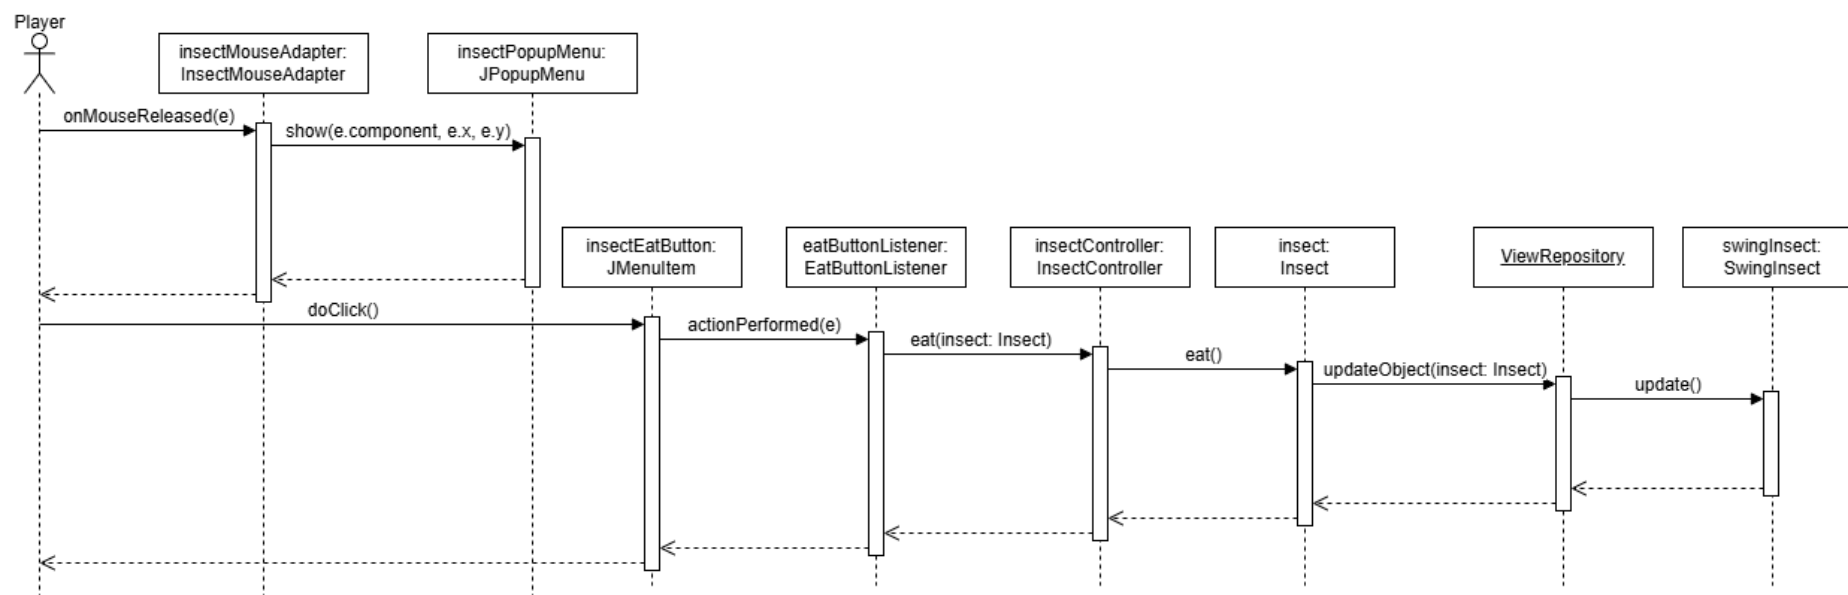 Player
insectMouseAdapter:
InsectMouseAdapter
insectPopupMenu:
JPopupMenu
onMouseReleased(e)
show(e.component, e.x, e.y)
insectEatButton:
JMenuItem
eatButtonListener:
EatButtonListener
insectController:
InsectController
insect:
Insect
ViewRepository
swingInsect:
SwingInsect
doClick()
actionPerformed(e)
eat(insect: Insect)
eat()
updateObject(insect: Insect)
update()